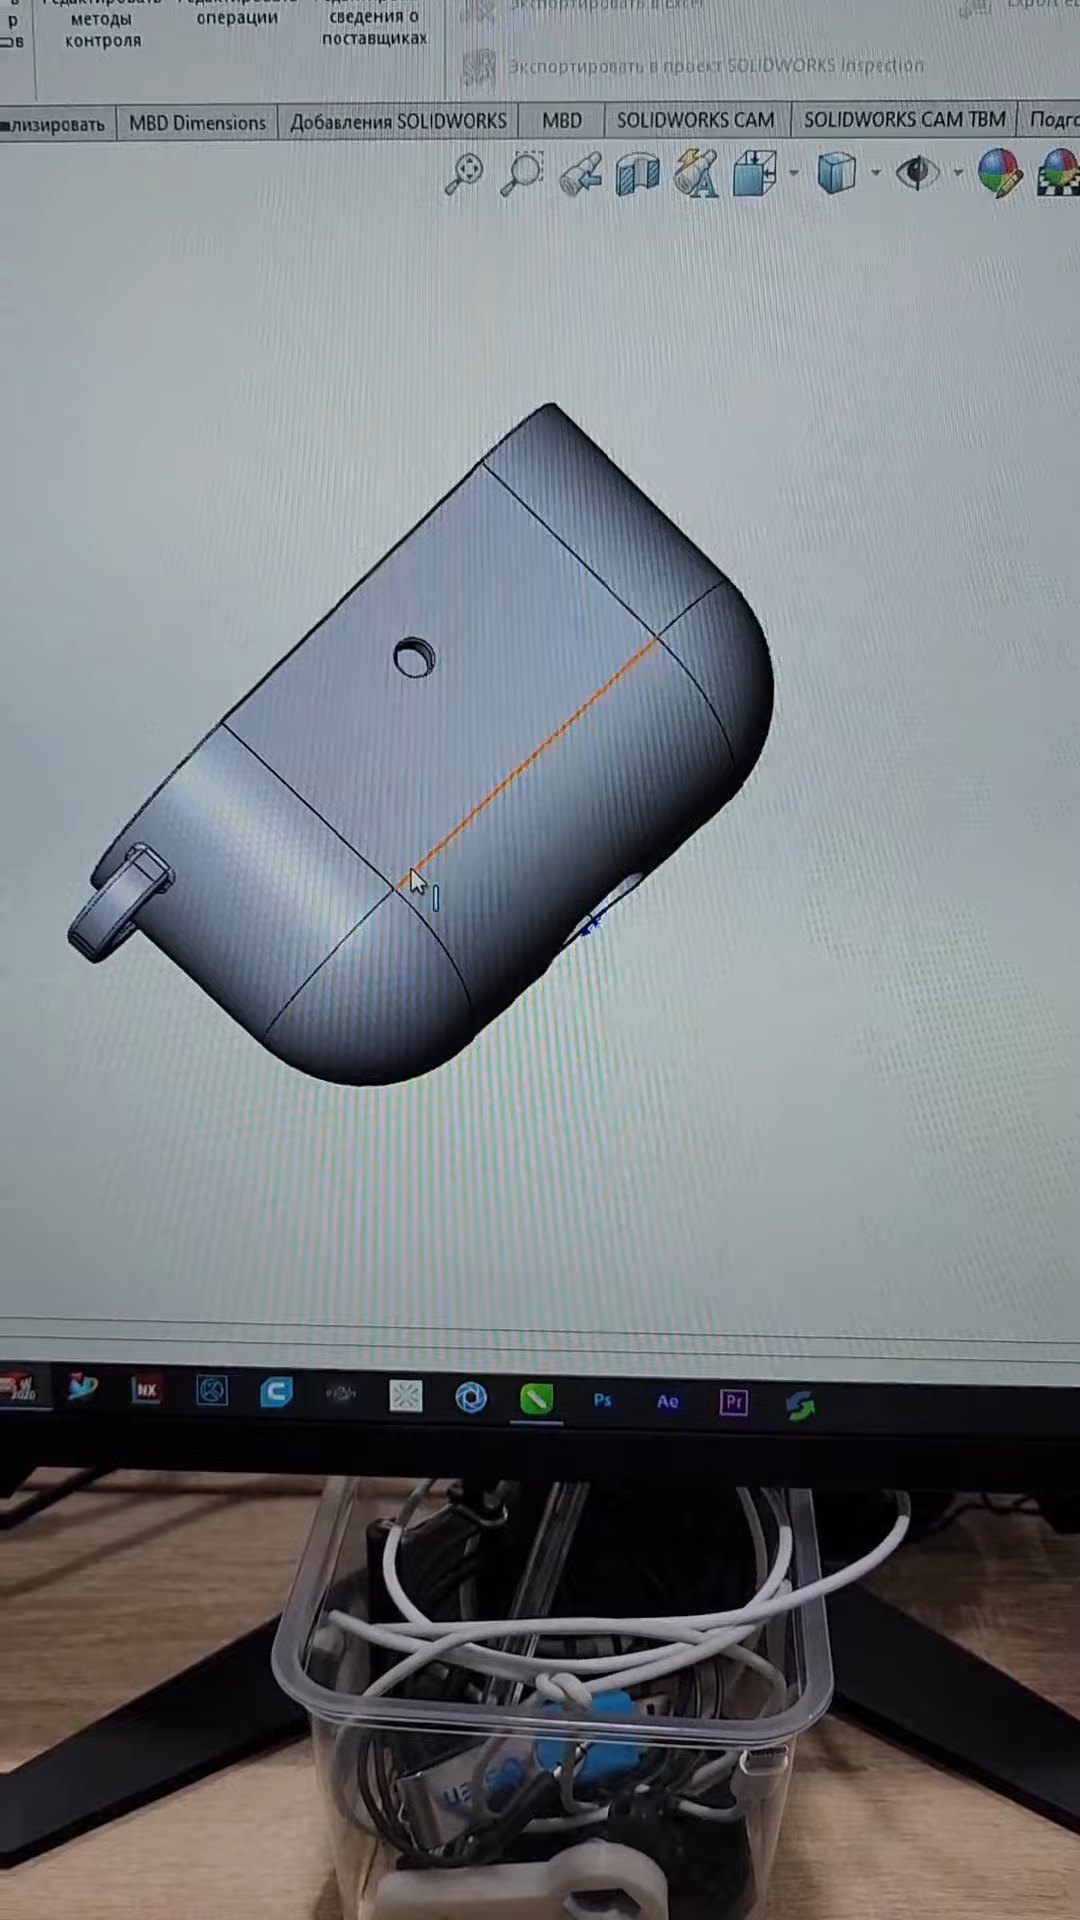 методы
операции
сведения о
контроля
поставщиках
Экспортировать в проект SOLIDWORKS Inspection
MBD Dimensions
Добавления SOLIDWORKS
MBD
SOLIDWORKS CAM
SOLIDWORKS CAM TBM
2020
NX
Ps
Ae
Pr